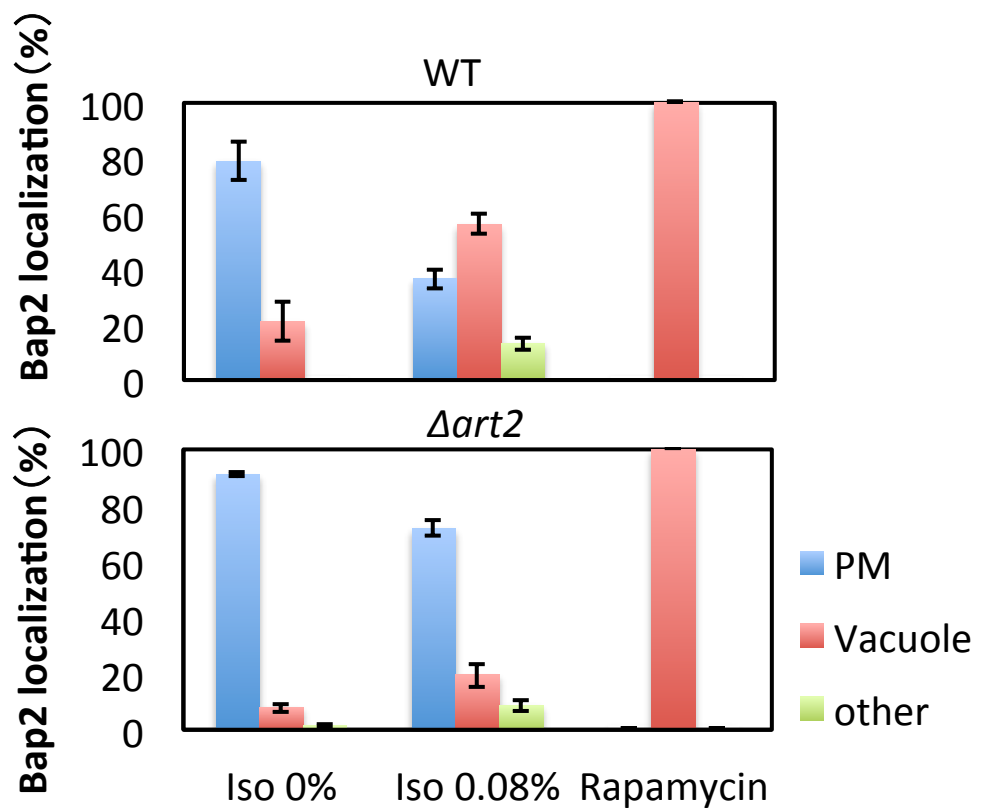 WT
Bap2 localization(%)
100
80
60
40
20
0
Δart2
Bap2 localization(%)
100
80
60
40
20
0
Iso 0% Iso 0.08% Rapamycin
PM
Vacuole
other